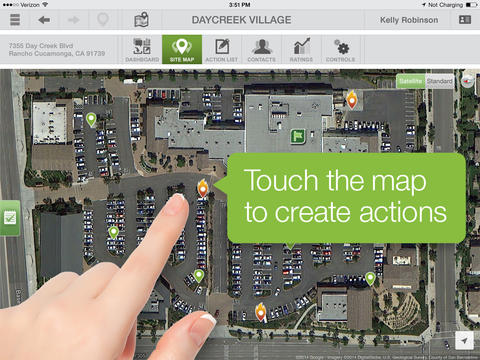 Verizon
3:51 PM
Not Charging
DAYCREEK VILLAGE
Kelly Robinson
7355 Day Creek Blvd
Rancho Cucamonga, CA 91739
DASHBOARD
SITE MAP
ACTION LIST
CONTACTS
RATINGS
CONTROLS
Satellite
Standard
Touch the map
to create actions
©2014 Google - Imagery ©2014 DigitalGlobe, U.S. Geological Survey, County of San Bernardino